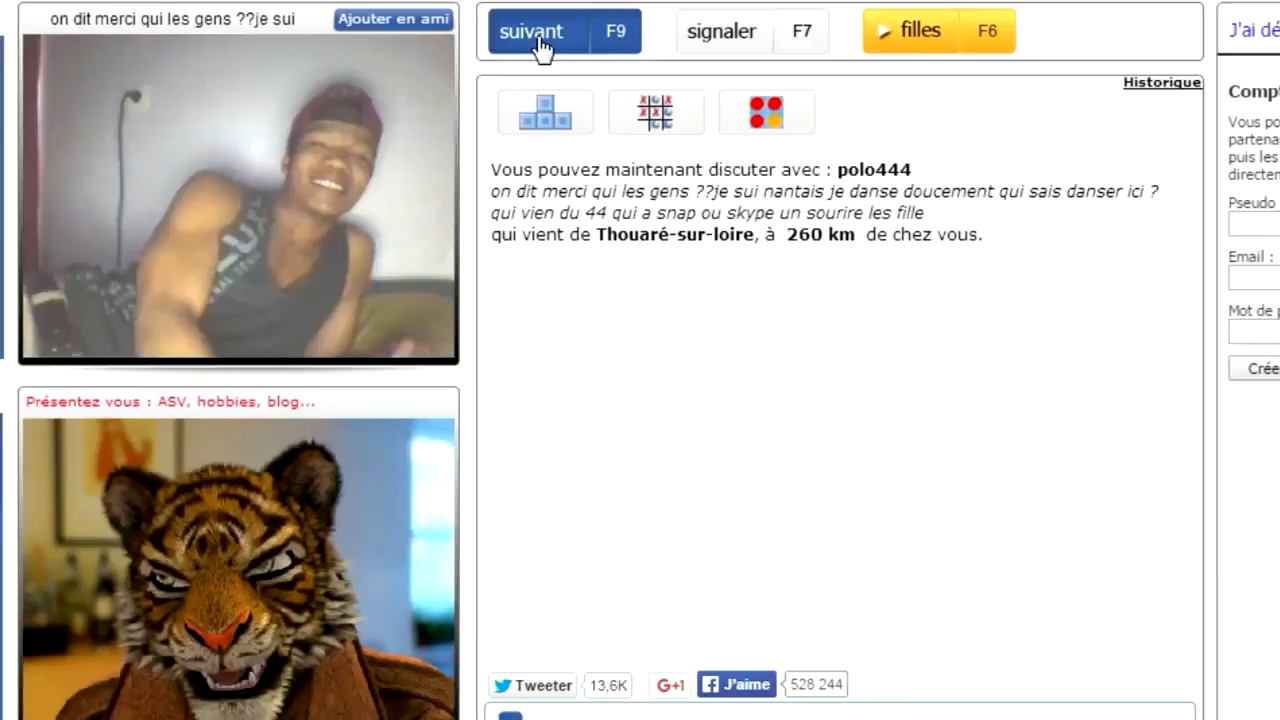 on dit merci qui les gens ??je sui
Ajouter en ami
suivant F9
signaler F7
filles F6
J'ai dé
Historique
Compt
Vous po
partena
puis les
directem
Vous pouvez maintenant discuter avec : polo444
on dit merci qui les gens ??je sui nantais je danse doucement qui sais danser ici ?
qui vien du 44 qui a snap ou skype un sourire les fille
qui vient de Thouaré-sur-loire, à 260 km de chez vous.
Pseudo
Email :
Mot de p
Crée
Présentez vous : ASV, hobbies, blog...
Tweeter 13,6K G+1 J'aime 528 244